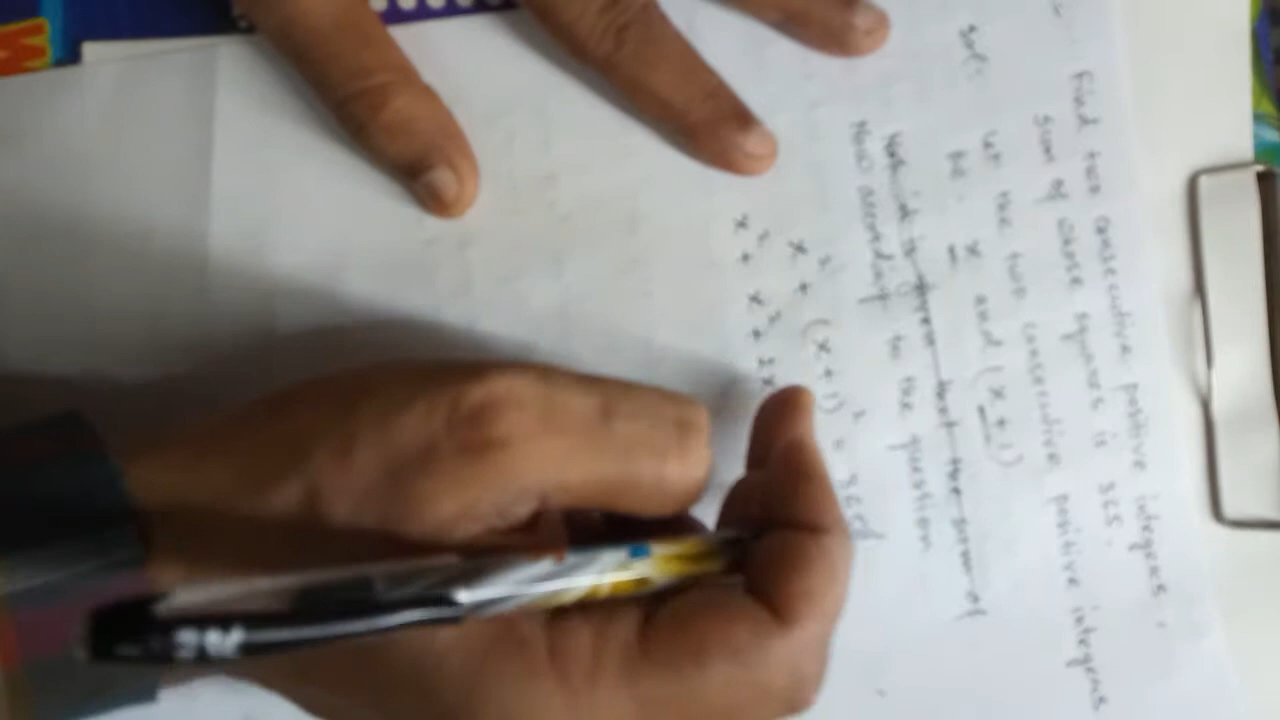 Find two consecutive positive integers,
sum of whose squares is 365.
Sol: Let the two consecutive positive integers
be, x and (x+1)
Now according to the question
x² + (x+1)² = 365
x² + x² + 2x